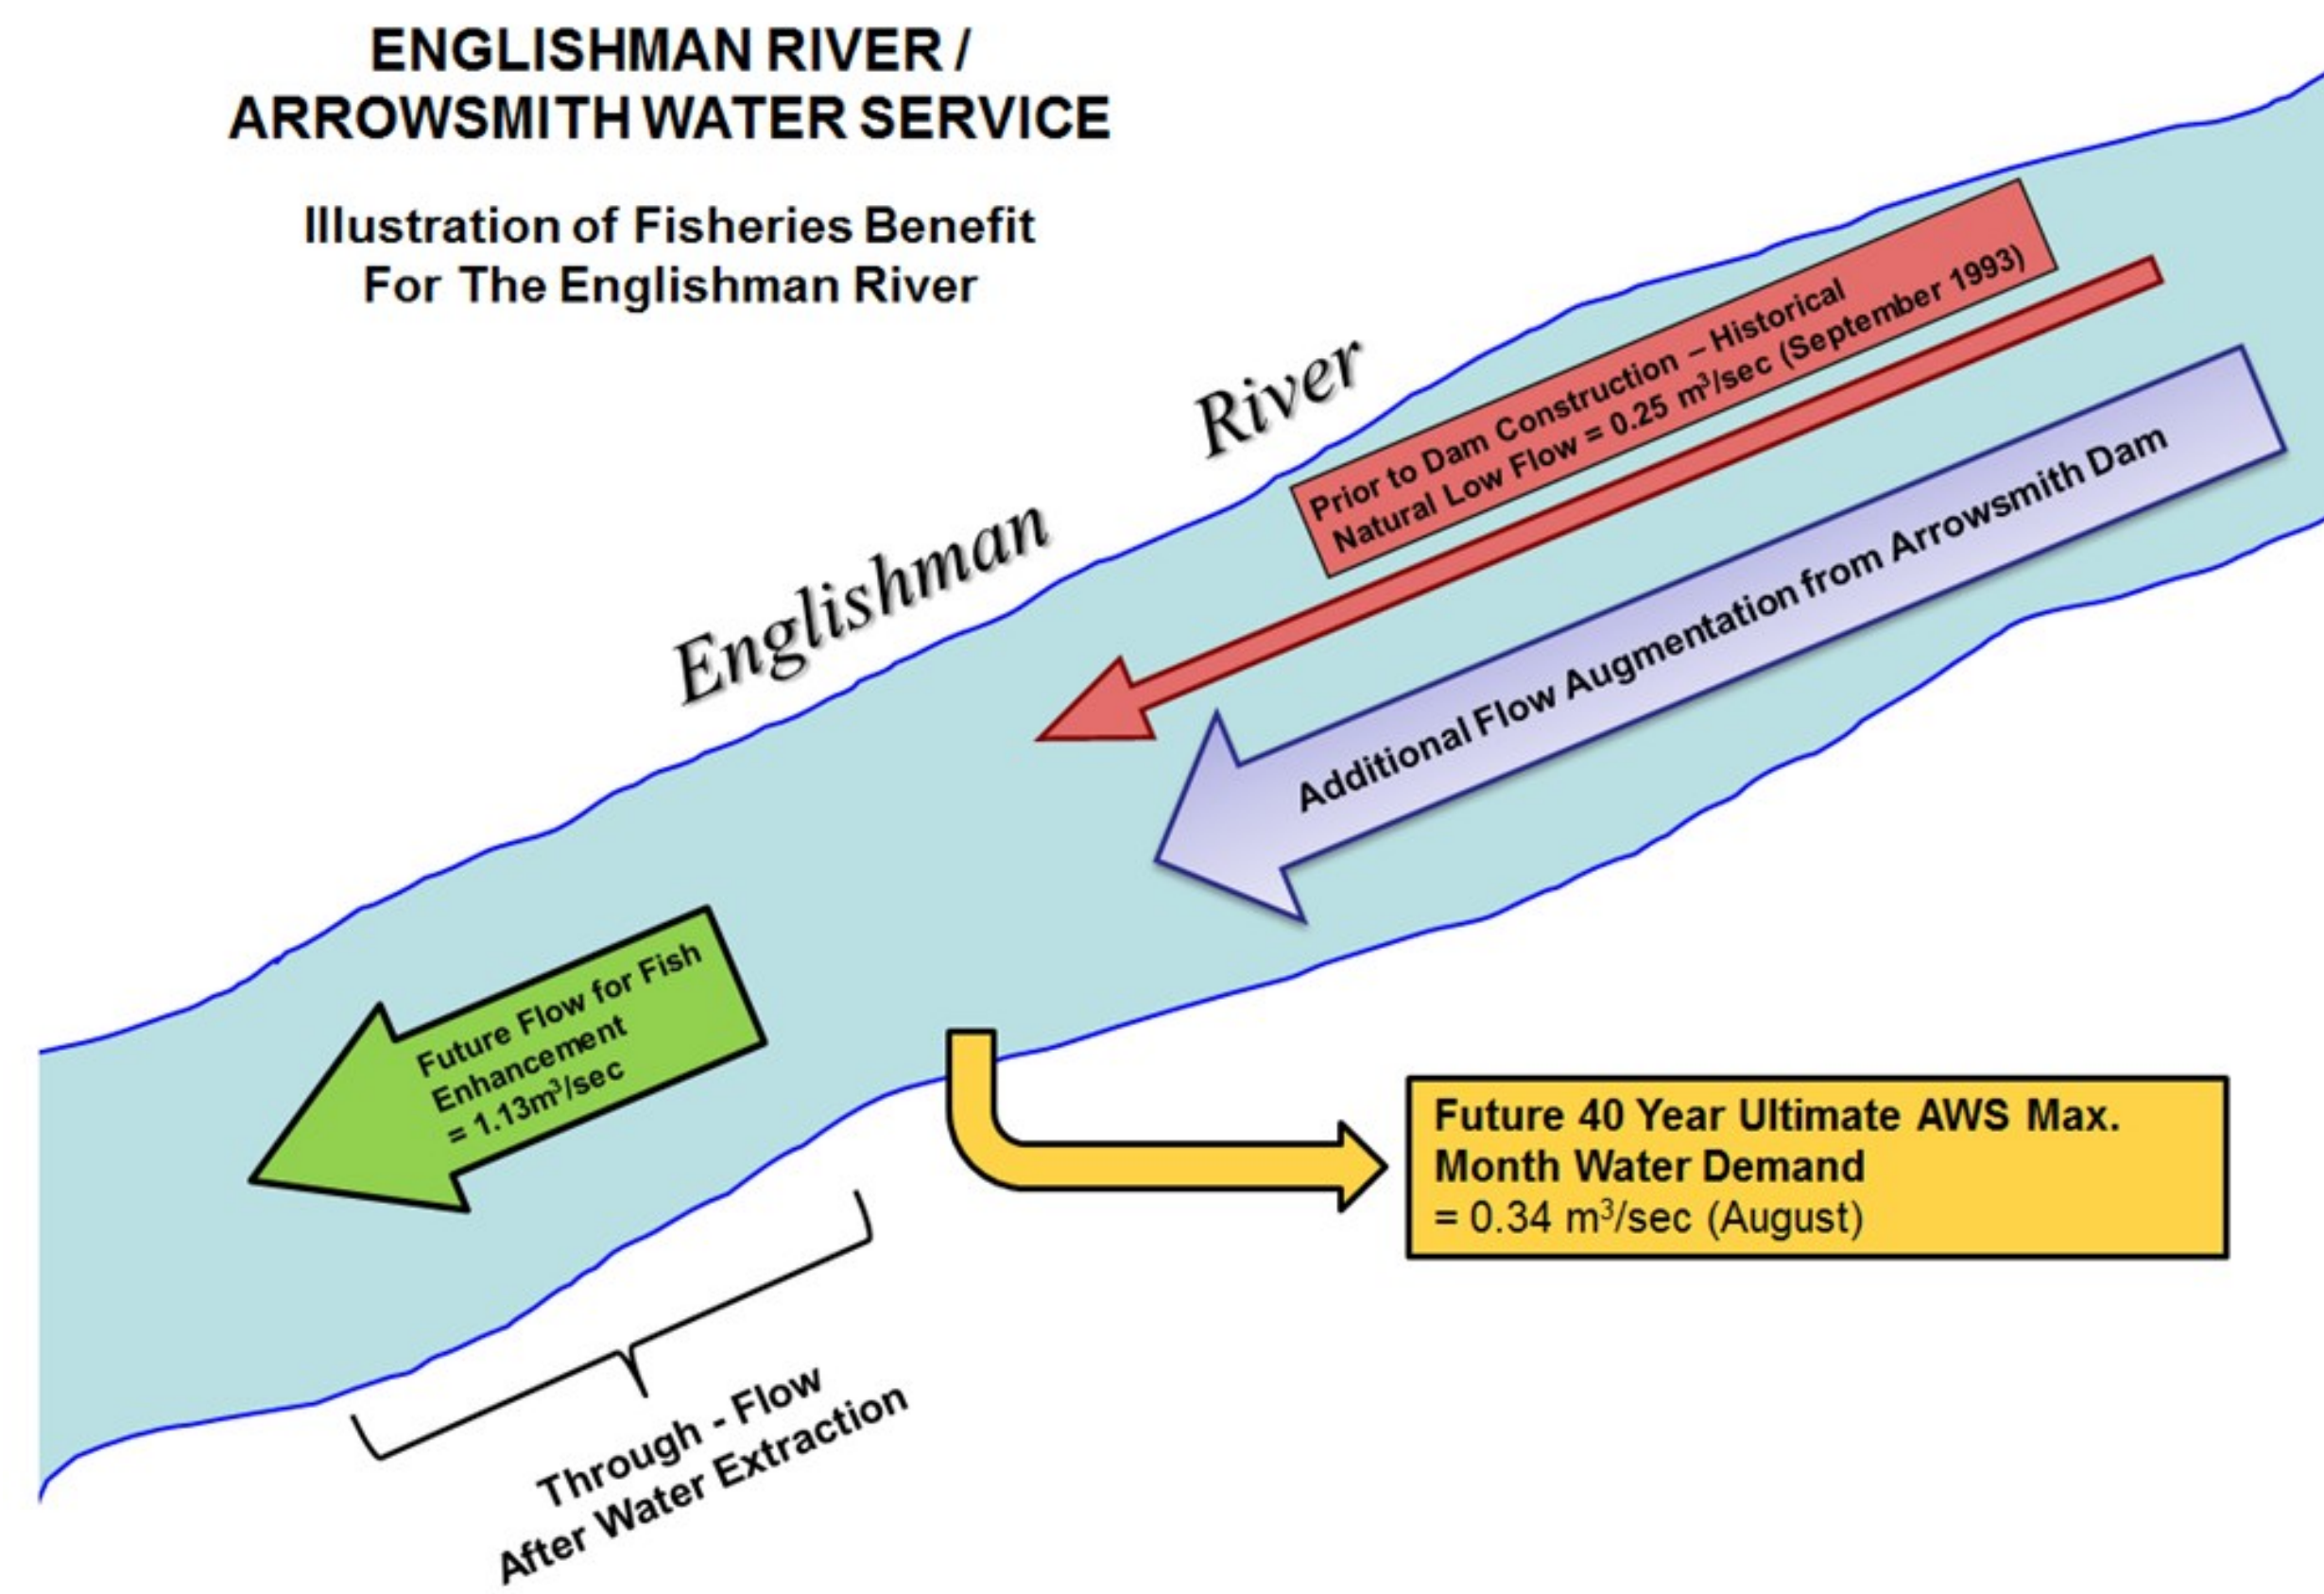 ENGLISHMAN RIVER /
ARROWSMITH WATER SERVICE
Illustration of Fisheries Benefit
For The Englishman River
Englishman River
Prior to Dam Construction – Historical
Natural Low Flow = 0.25 m³/sec (September 1993)
Additional Flow Augmentation from Arrowsmith Dam
Future Flow for Fish
Enhancement
= 1.13m³/sec
Future 40 Year Ultimate AWS Max.
Month Water Demand
= 0.34 m³/sec (August)
Through - Flow
After Water Extraction